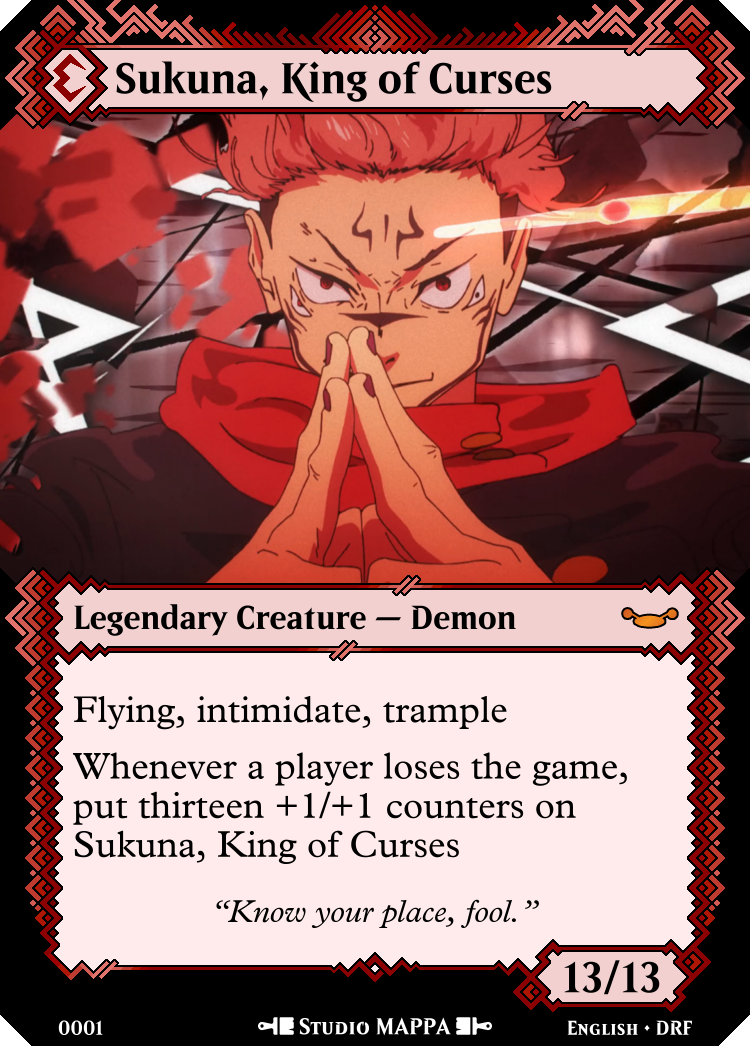 Sukuna, King of Curses
Legendary Creature — Demon
Flying, intimidate, trample
Whenever a player loses the game,
put thirteen +1/+1 counters on
Sukuna, King of Curses
“Know your place, fool.”
13/13
0001
Studio MAPPA
English • DRF